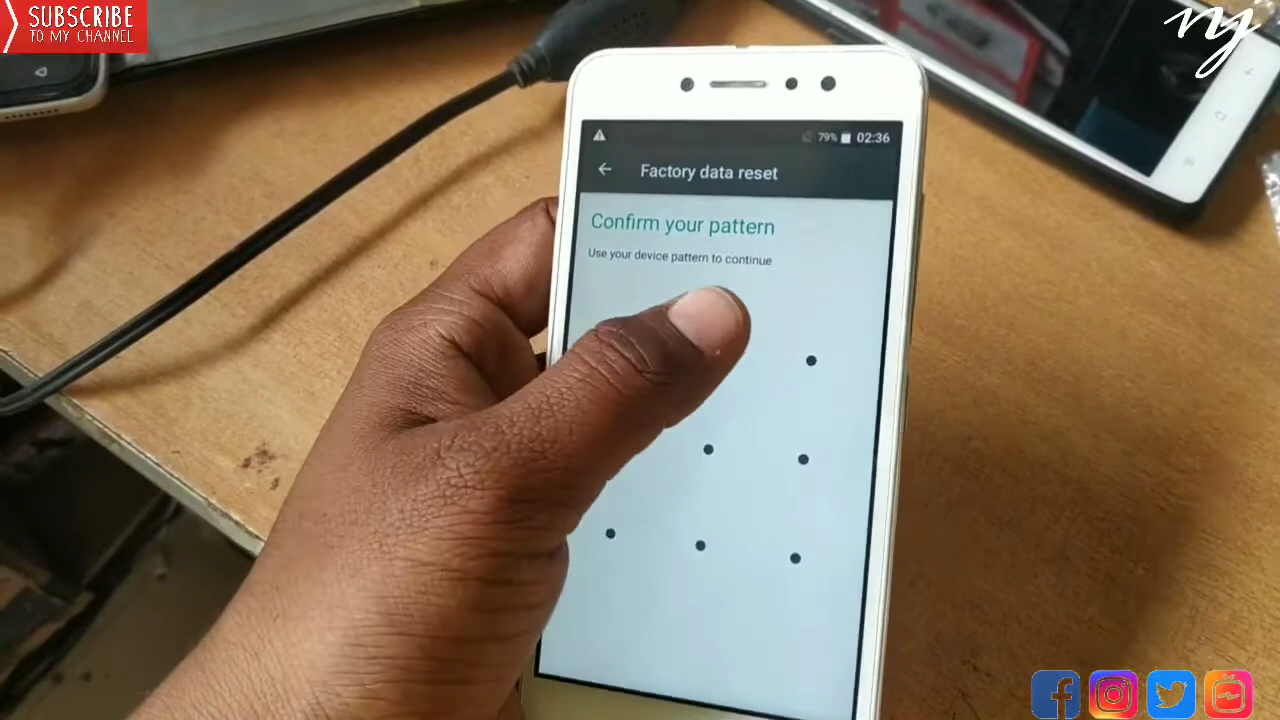 SUBSCRIBE
TO MY CHANNEL
nj
79% 02:36
Factory data reset
Confirm your pattern
Use your device pattern to continue